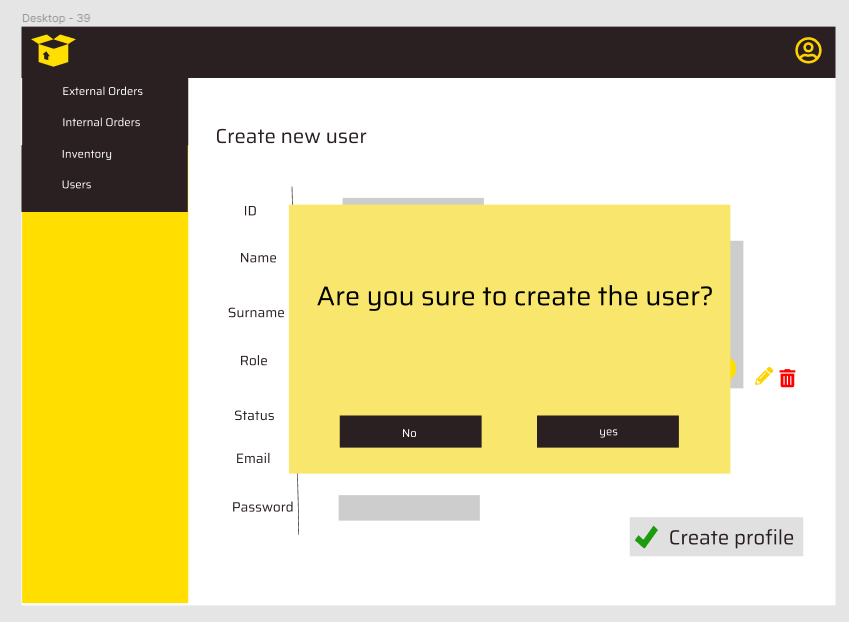 Desktop - 39
External Orders
Internal Orders
Inventory
Users
Create new user
ID
Name
Surname
Role
Status
Email
Password
Are you sure to create the user?
No
yes
Create profile